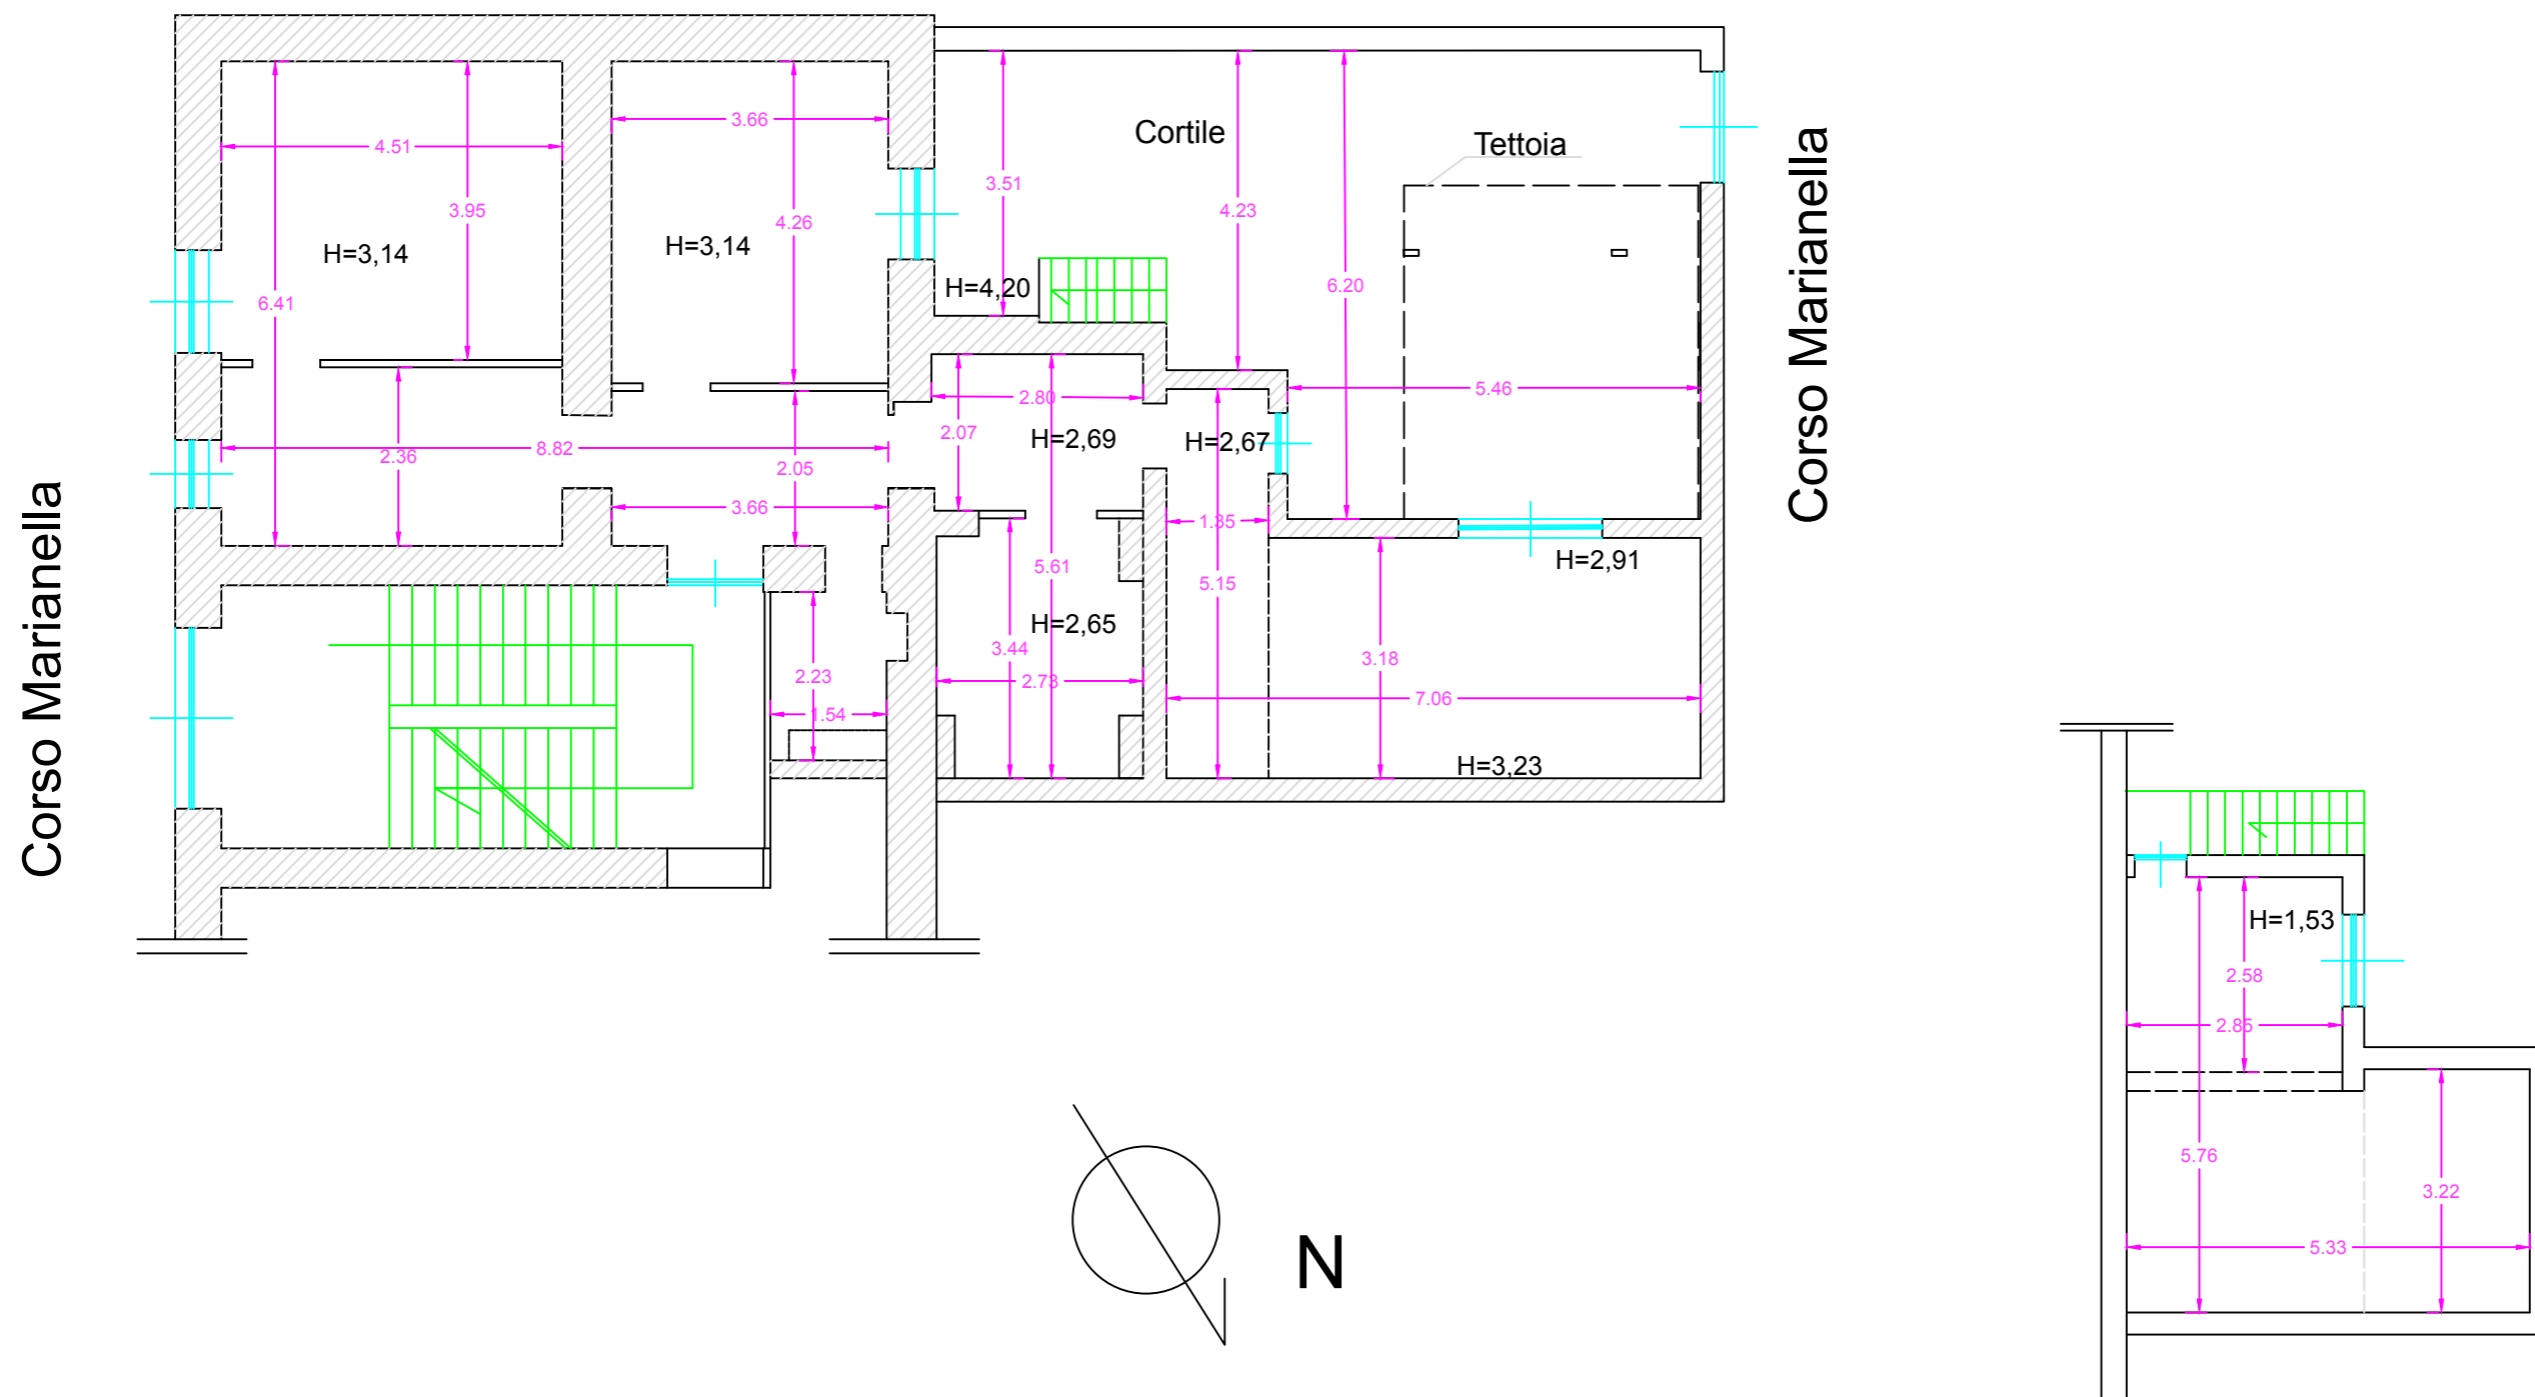 3.66
Cortile
Tettoia
4.51
3.51
3.95
4.23
4.26
H=3,14
H=3,14
6.20
H=4,20
6.41
Corso Marianella
5.46
2.80
2.07
H=2,69
H=2,67
8.82
2.36
2.05
3.66
1.35
H=2,91
5.61
5.15
H=2,65
3.44
3.18
2.23
2.73
7.06
1.54
H=3,23
Corso Marianella
H=1,53
2.58
2.85
5.76
3.22
5.33
N